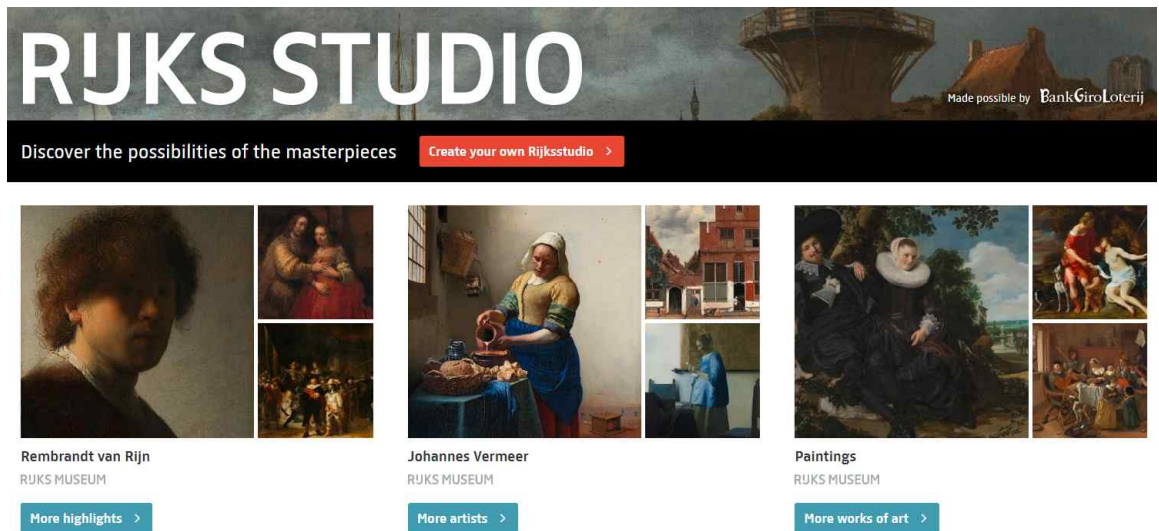 RIJKS STUDIO
Made possible by BankGiroLoterij
Discover the possibilities of the masterpieces
Create your own Rijksstudio >
Rembrandt van Rijn
RIJKS MUSEUM
More highlights >
Johannes Vermeer
RIJKS MUSEUM
More artists >
Paintings
RIJKS MUSEUM
More works of art >